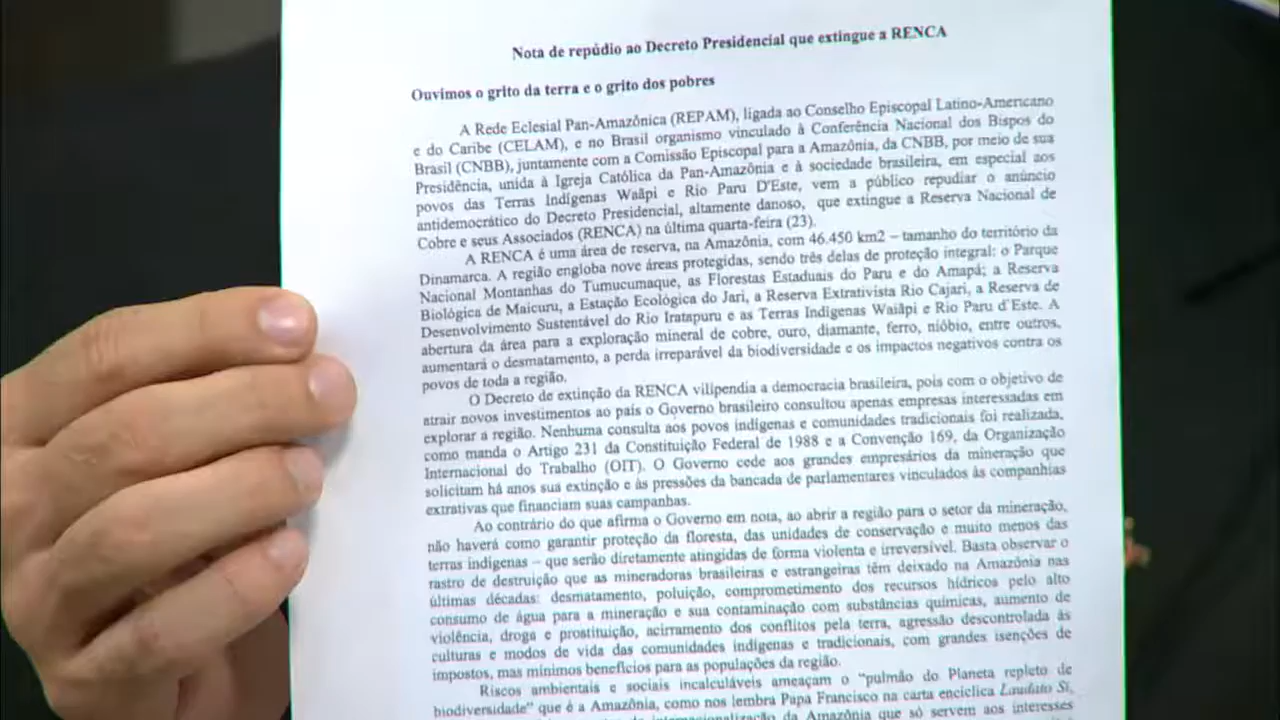 Nota de repúdio ao Decreto Presidencial que extingue a RENCA
Ouvimos o grito da terra e o grito dos pobres
A Rede Eclesial Pan-Amazônica (REPAM), ligada ao Conselho Episcopal Latino-Americano
e do Caribe (CELAM), e no Brasil organismo vinculado à Conferência Nacional dos Bispos do
Brasil (CNBB), juntamente com a Comissão Episcopal para a Amazônia, da CNBB, por meio de sua
Presidência, unida à Igreja Católica da Pan-Amazônia e à sociedade brasileira, em especial aos
povos das Terras Indígenas Waãpi e Rio Paru D'Este, vem a público repudiar o anúncio
antidemocrático do Decreto Presidencial, altamente danoso, que extingue a Reserva Nacional de
Cobre e seus Associados (RENCA) na última quarta-feira (23).
A RENCA é uma área de reserva, na Amazônia, com 46.450 km2 – tamanho do território da
Dinamarca. A região engloba nove áreas protegidas, sendo três delas de proteção integral: o Parque
Nacional Montanhas do Tumucumaque, as Florestas Estaduais do Paru e do Amapá; a Reserva
Biológica de Maicuru, a Estação Ecológica do Jari, a Reserva Extrativista Rio Cajari, a Reserva de
Desenvolvimento Sustentável do Rio Iratapuru e as Terras Indígenas Waiãpi e Rio Paru d'Este. A
abertura da área para a exploração mineral de cobre, ouro, diamante, ferro, nióbio, entre outros,
aumentará o desmatamento, a perda irreparável da biodiversidade e os impactos negativos contra os
povos de toda a região.
O Decreto de extinção da RENCA vilipendia a democracia brasileira, pois com o objetivo de
atrair novos investimentos ao país o Governo brasileiro consultou apenas empresas interessadas em
explorar a região. Nenhuma consulta aos povos indígenas e comunidades tradicionais foi realizada,
como manda o Artigo 231 da Constituição Federal de 1988 e a Convenção 169, da Organização
Internacional do Trabalho (OIT). O Governo cede aos grandes empresários da mineração que
solicitam há anos sua extinção e às pressões da bancada de parlamentares vinculados às companhias
extrativas que financiam suas campanhas.
Ao contrário do que afirma o Governo em nota, ao abrir a região para o setor da mineração,
não haverá como garantir proteção da floresta, das unidades de conservação e muito menos das
terras indígenas – que serão diretamente atingidas de forma violenta e irreversível. Basta observar o
rastro de destruição que as mineradoras brasileiras e estrangeiras têm deixado na Amazônia nas
últimas décadas: desmatamento, poluição, comprometimento dos recursos hídricos pelo alto
consumo de água para a mineração e sua contaminação com substâncias químicas, aumento de
violência, droga e prostituição, acirramento dos conflitos pela terra, agressão descontrolada às
culturas e modos de vida das comunidades indígenas e tradicionais, com grandes isenções de
impostos, mas mínimos benefícios para as populações da região.
Riscos ambientais e sociais incalculáveis ameaçam o “pulmão do Planeta repleto de
biodiversidade” que é a Amazônia, como nos lembra Papa Francisco na carta encíclica Laudato Si,
internacionalização da Amazônia que só servem aos interesses